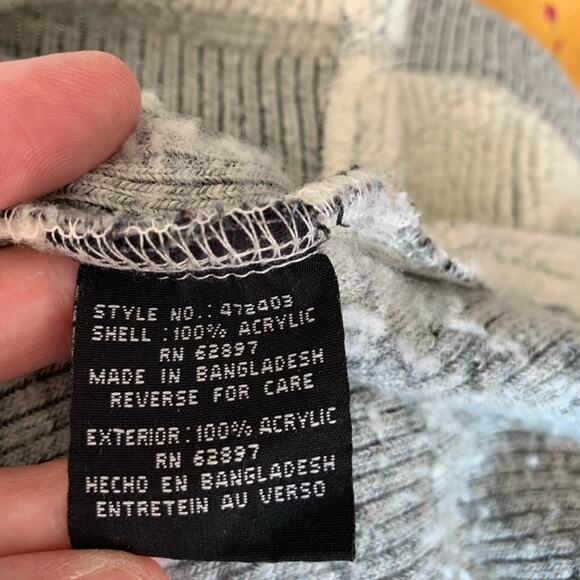 STYLE NO.: 472403
SHELL: 100% ACRYLIC
RN 62897
MADE IN BANGLADESH
REVERSE FOR CARE
EXTERIOR: 100% ACRYLIC
RN 62897
HECHO EN BANGLADESH
ENTRETEIN AU VERSO